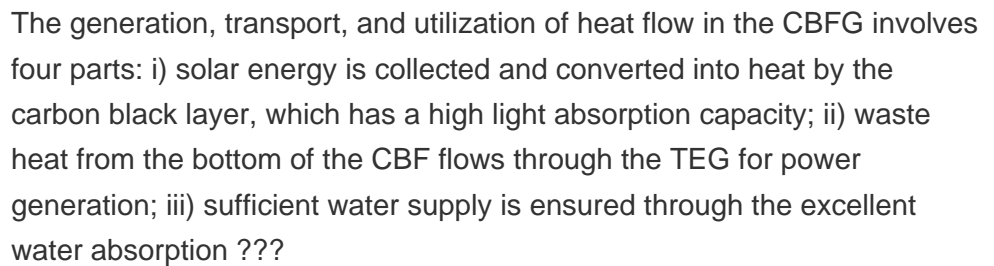 The generation, transport, and utilization of heat flow in the CBFG involves
four parts: i) solar energy is collected and converted into heat by the
carbon black layer, which has a high light absorption capacity; ii) waste
heat from the bottom of the CBF flows through the TEG for power
generation; iii) sufficient water supply is ensured through the excellent
water absorption ???